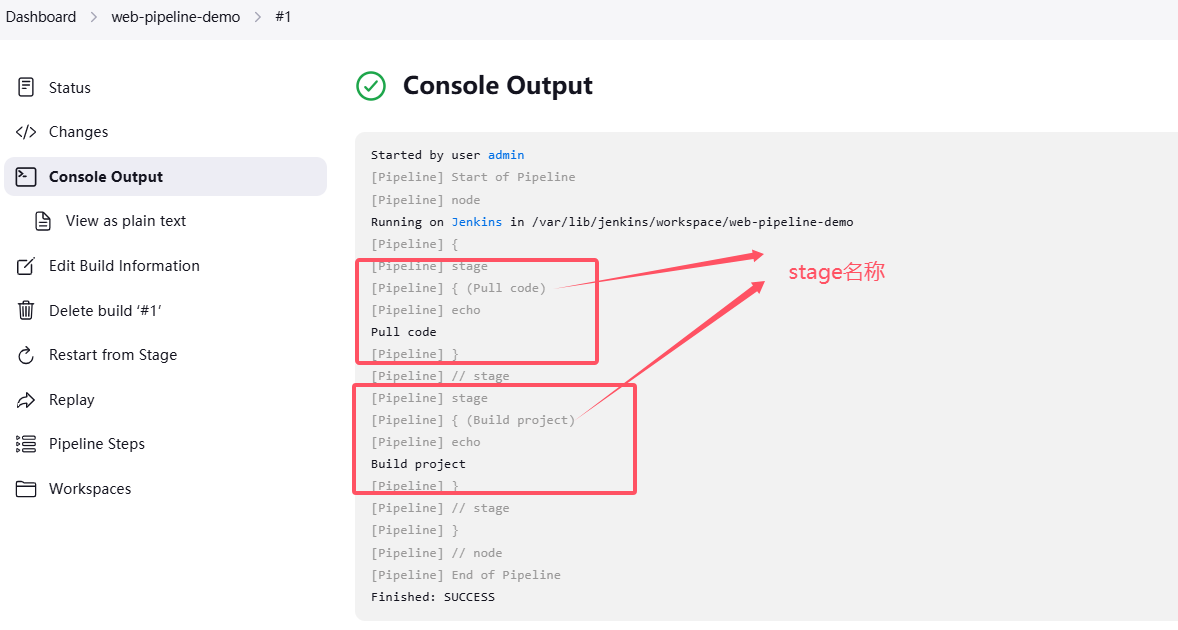 Dashboard > web-pipeline-demo > #1
Status
Changes
Console Output
View as plain text
Edit Build Information
Delete build ‘#1’
Restart from Stage
Replay
Pipeline Steps
Workspaces
Console Output
Started by user admin
[Pipeline] Start of Pipeline
[Pipeline] node
Running on Jenkins in /var/lib/jenkins/workspace/web-pipeline-demo
[Pipeline] {
[Pipeline] stage
[Pipeline] { (Pull code)
[Pipeline] echo
Pull code
[Pipeline] }
[Pipeline] // stage
[Pipeline] stage
[Pipeline] { (Build project)
[Pipeline] echo
Build project
[Pipeline] }
[Pipeline] // stage
[Pipeline] }
[Pipeline] // node
[Pipeline] End of Pipeline
Finished: SUCCESS
stage名称